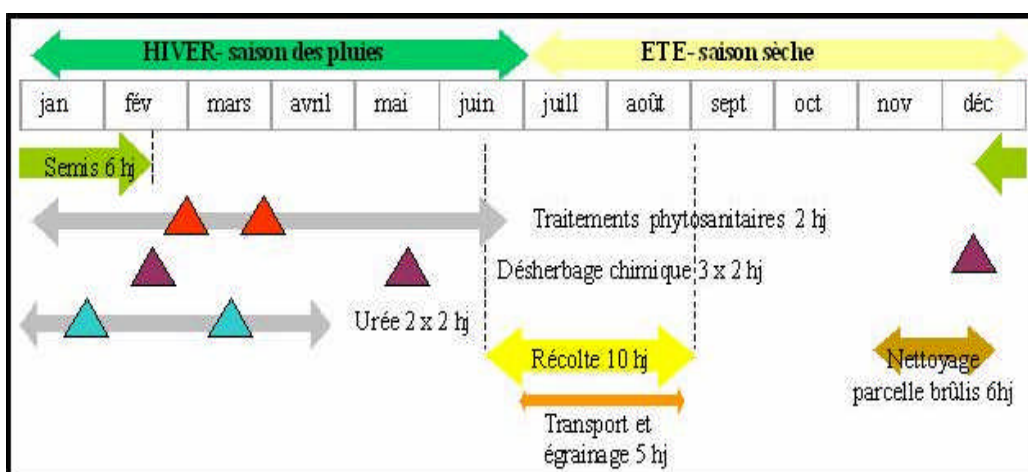 HIVER- saison des pluies ETE- saison sèche
jan fév mars avril mai juin juill août sept oct nov déc
Semis 6 hj
Traitements phytosanitaires 2 hj
Désherbage chimique 3 x 2 hj
Urée 2 x 2 hj
Récolte 10 hj
Nettoyage
parcelle brûlis 6hj
Transport et
égrainage 5 hj